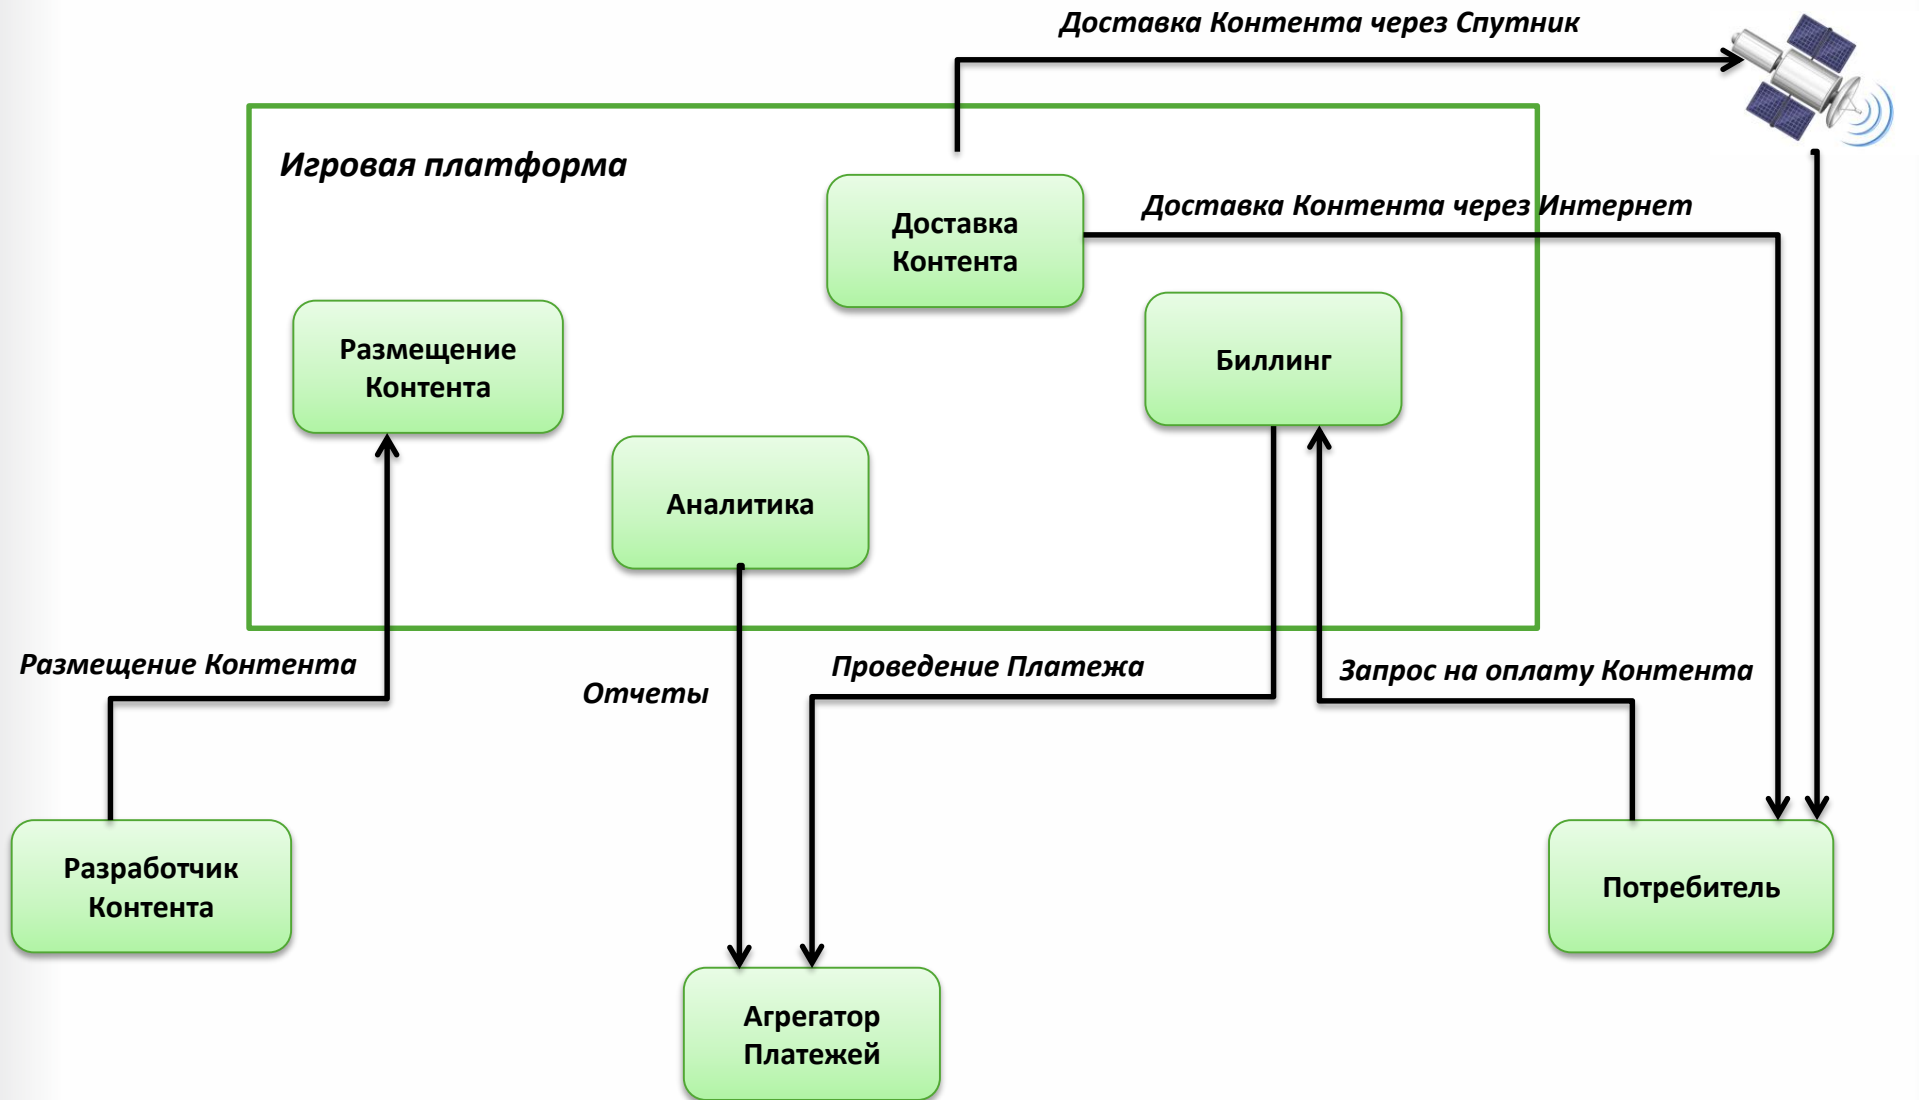 Доставка Контента через Спутник
Игровая платформа
Доставка Контента через Интернет
Доставка
Контента
Размещение
Контента
Биллинг
Аналитика
Размещение Контента
Отчеты
Проведение Платежа
Запрос на оплату Контента
Разработчик
Контента
Потребитель
Агрегатор
Платежей